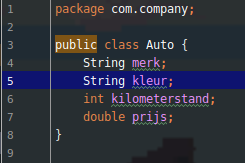 1 package com.company;
2
3 public class Auto {
4 String merk;
5 String kleur;
6 int kilometerstand;
7 double prijs;
8 }
9